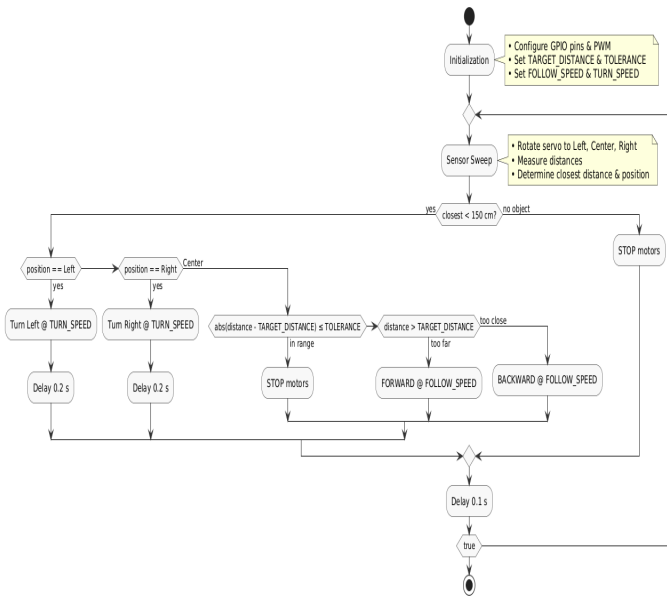 Initialization
• Configure GPIO pins & PWM
• Set TARGET_DISTANCE & TOLERANCE
• Set FOLLOW_SPEED & TURN_SPEED
Sensor Sweep
• Rotate servo to Left, Center, Right
• Measure distances
• Determine closest distance & position
yes
closest < 150 cm?
no object
STOP motors
position == Left
yes
position == Right
yes
Center
Turn Left @ TURN_SPEED
Turn Right @ TURN_SPEED
Delay 0.2 s
Delay 0.2 s
abs(distance - TARGET_DISTANCE) ≤ TOLERANCE
in range
distance > TARGET_DISTANCE
too far
too close
STOP motors
FORWARD @ FOLLOW_SPEED
BACKWARD @ FOLLOW_SPEED
Delay 0.1 s
true